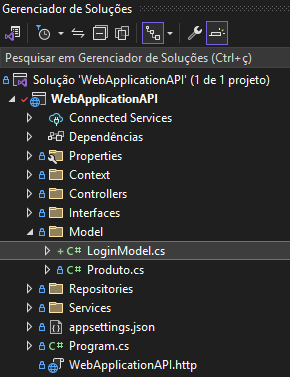 Gerenciador de Soluções
Pesquisar em Gerenciador de Soluções (Ctrl+ç)
Solução 'WebApplicationAPI' (1 de 1 projeto)
WebApplicationAPI
Connected Services
Dependências
Properties
Context
Controllers
Interfaces
Model
+ C# LoginModel.cs
C# Produto.cs
Repositories
Services
appsettings.json
C# Program.cs
WebApplicationAPI.http